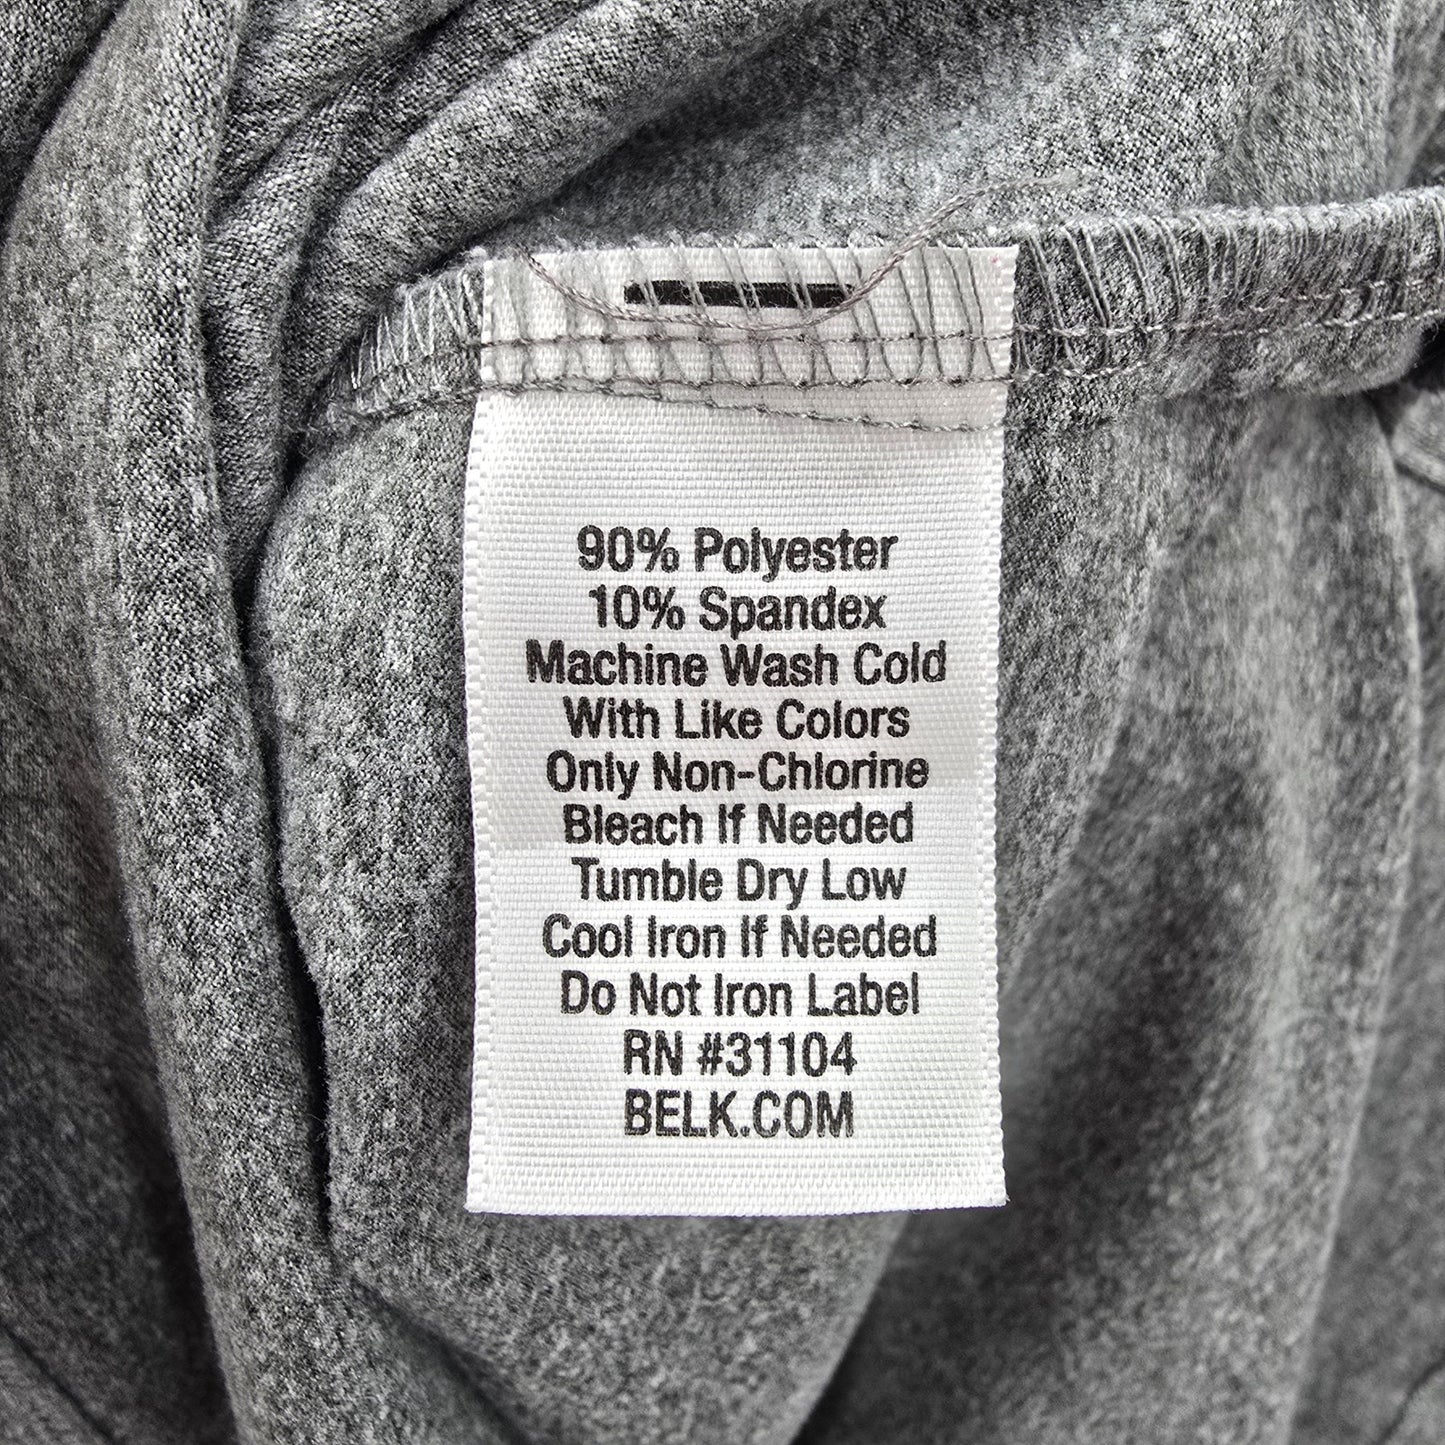 90% Polyester
10% Spandex
Machine Wash Cold
With Like Colors
Only Non-Chlorine
Bleach If Needed
Tumble Dry Low
Cool Iron If Needed
Do Not Iron Label
RN #31104
BELK.COM